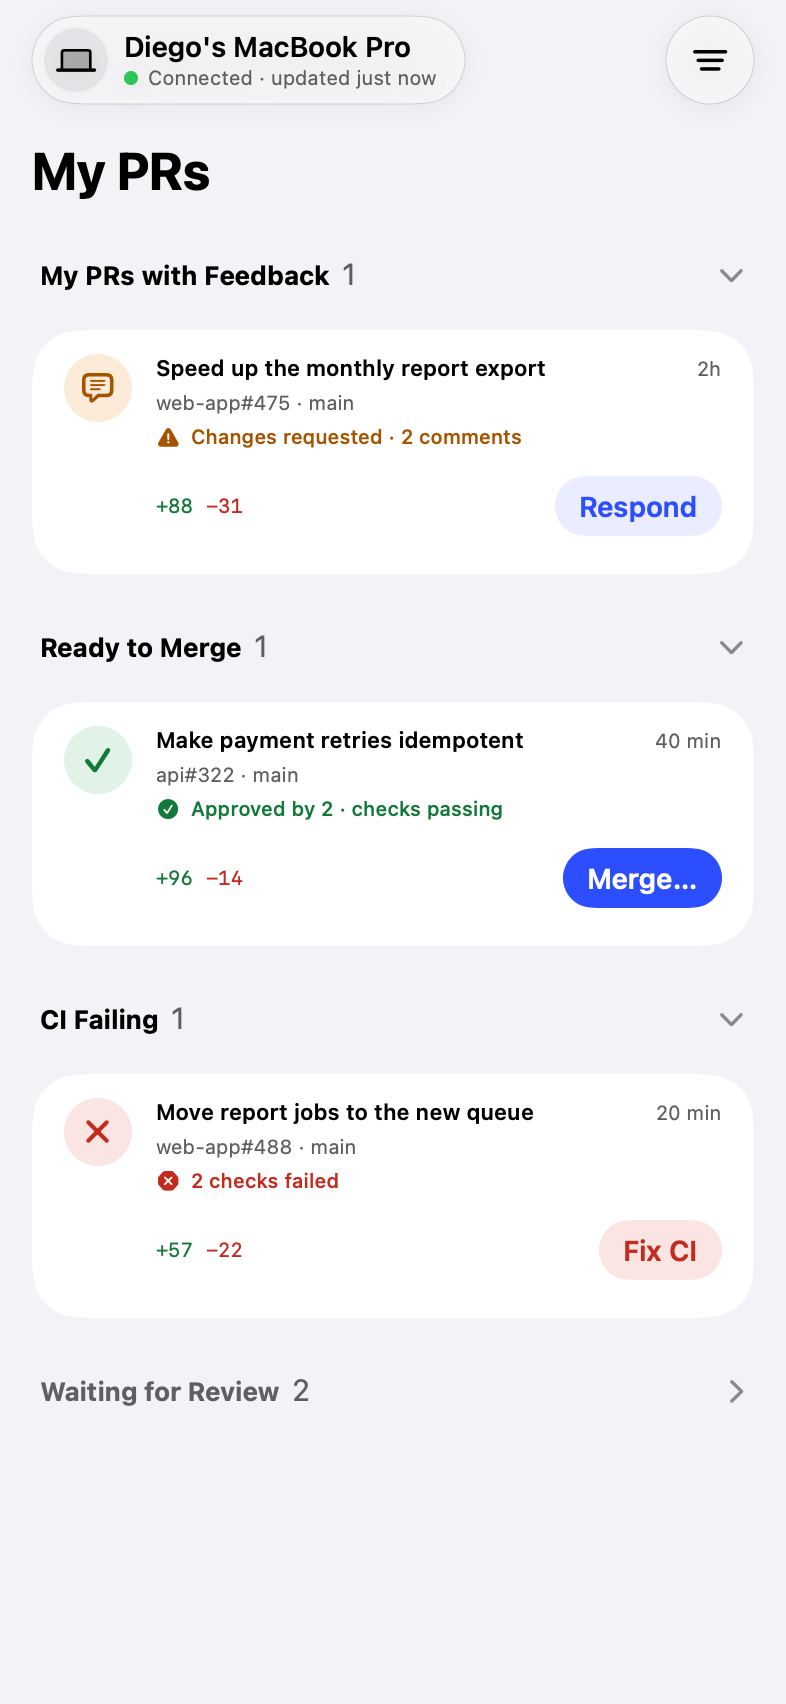 Diego's MacBook Pro
Connected · updated just now
My PRs
My PRs with Feedback 1
Speed up the monthly report export 2h
web-app#475 · main
Changes requested · 2 comments
+88 −31 Respond
Ready to Merge 1
Make payment retries idempotent 40 min
api#322 · main
Approved by 2 · checks passing
+96 −14 Merge...
CI Failing 1
Move report jobs to the new queue 20 min
web-app#488 · main
2 checks failed
+57 −22 Fix CI
Waiting for Review 2